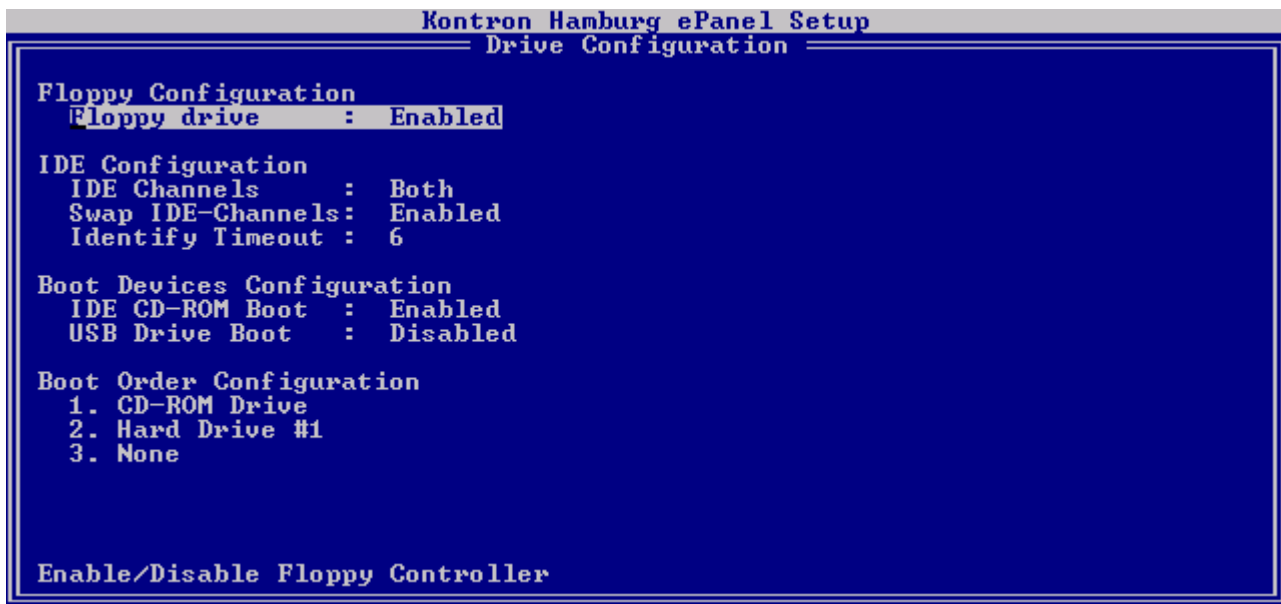 Kontron Hamburg ePanel Setup
Drive Configuration
Floppy Configuration
Floppy drive : Enabled
IDE Configuration
IDE Channels : Both
Swap IDE-Channels: Enabled
Identify Timeout : 6
Boot Devices Configuration
IDE CD-ROM Boot : Enabled
USB Drive Boot : Disabled
Boot Order Configuration
1. CD-ROM Drive
2. Hard Drive #1
3. None
Enable/Disable Floppy Controller